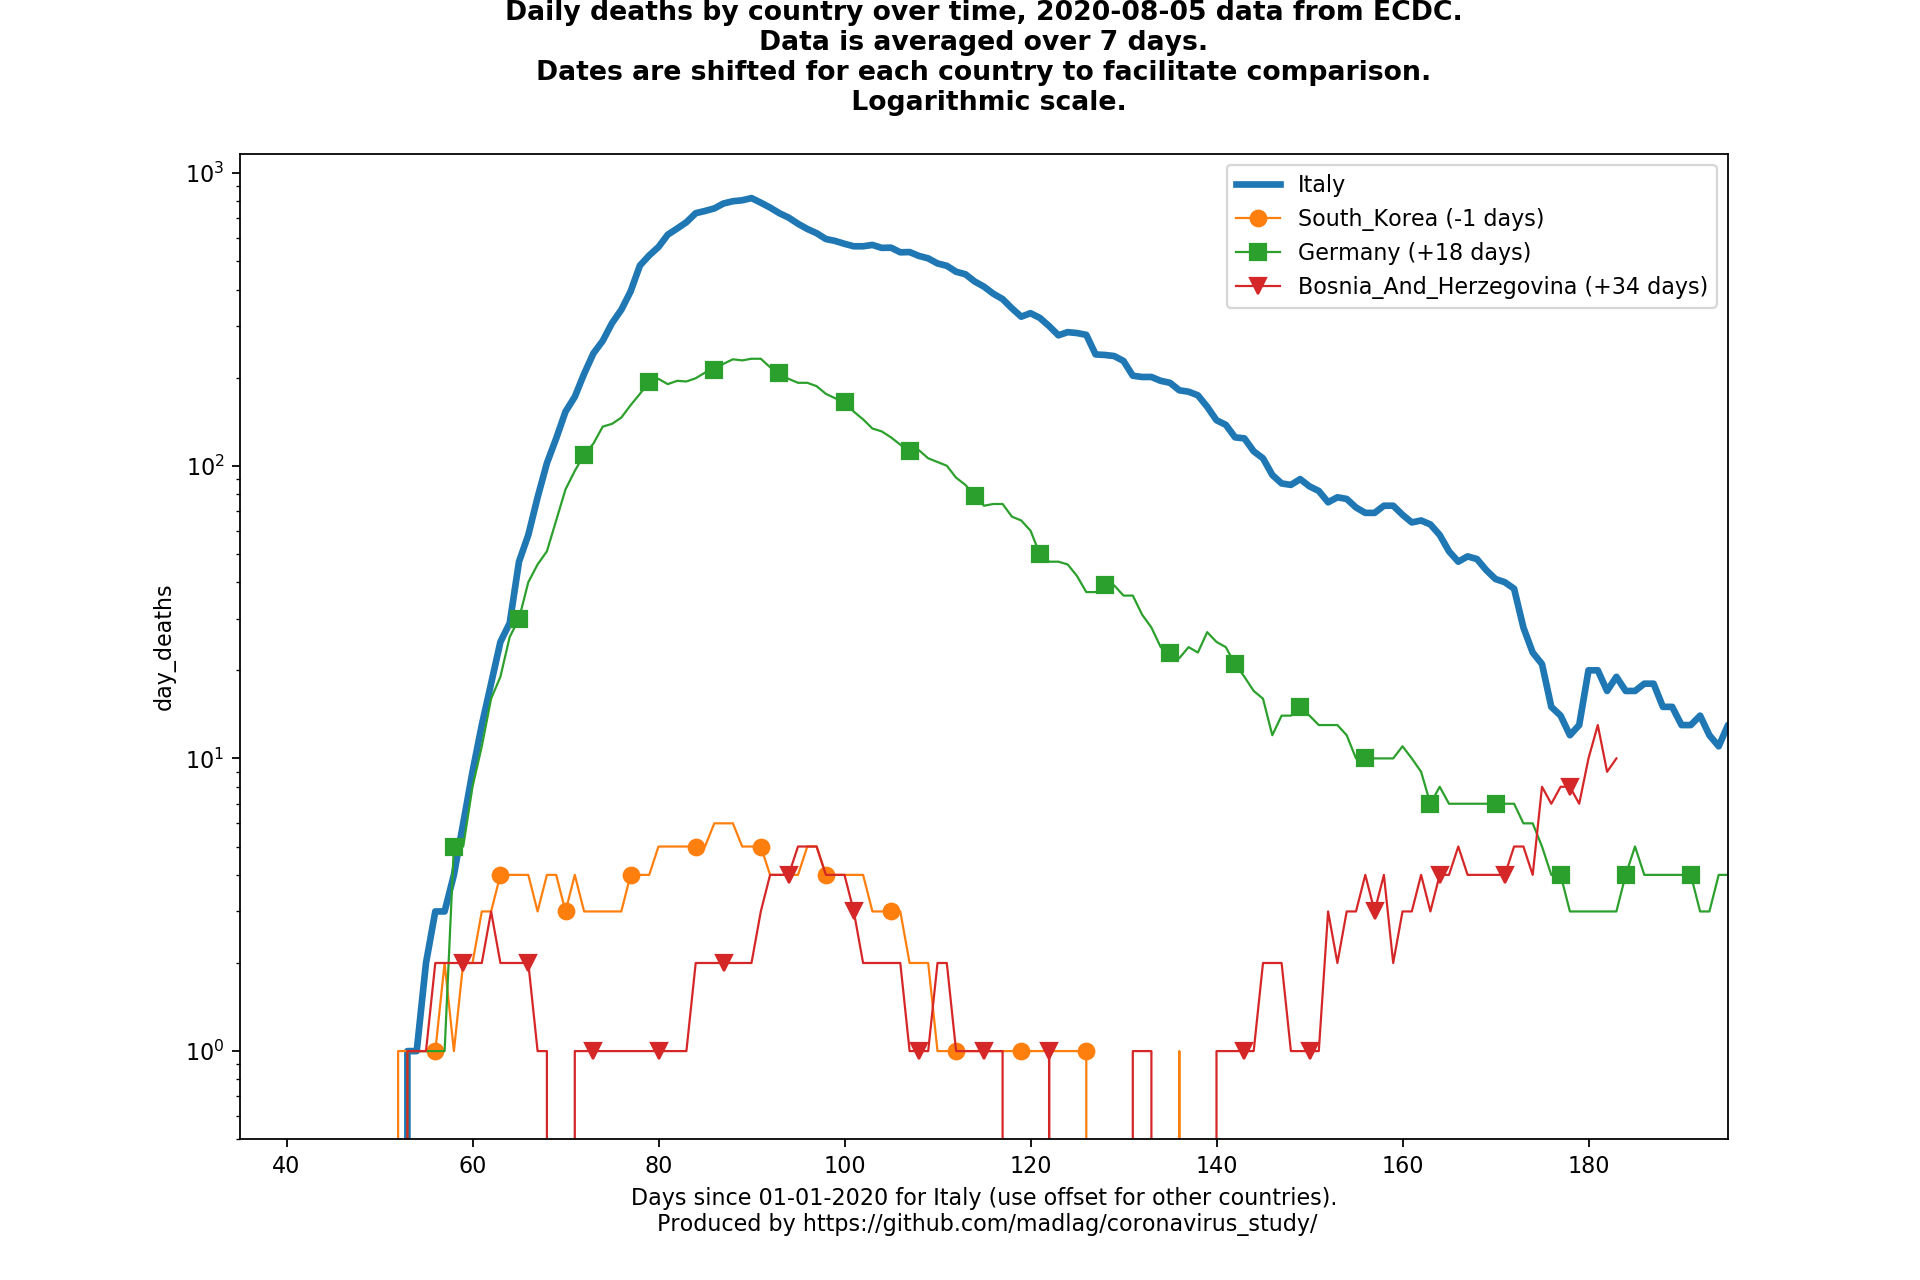 Daily deaths by country over time, 2020-08-05 data from ECDC.
Data is averaged over 7 days.
Dates are shifted for each country to facilitate comparison.
Logarithmic scale.
10³
10²
10¹
10⁰
day_deaths
Italy
South_Korea (-1 days)
Germany (+18 days)
Bosnia_And_Herzegovina (+34 days)
40 60 80 100 120 140 160 180
Days since 01-01-2020 for Italy (use offset for other countries).
Produced by https://github.com/madlag/coronavirus_study/